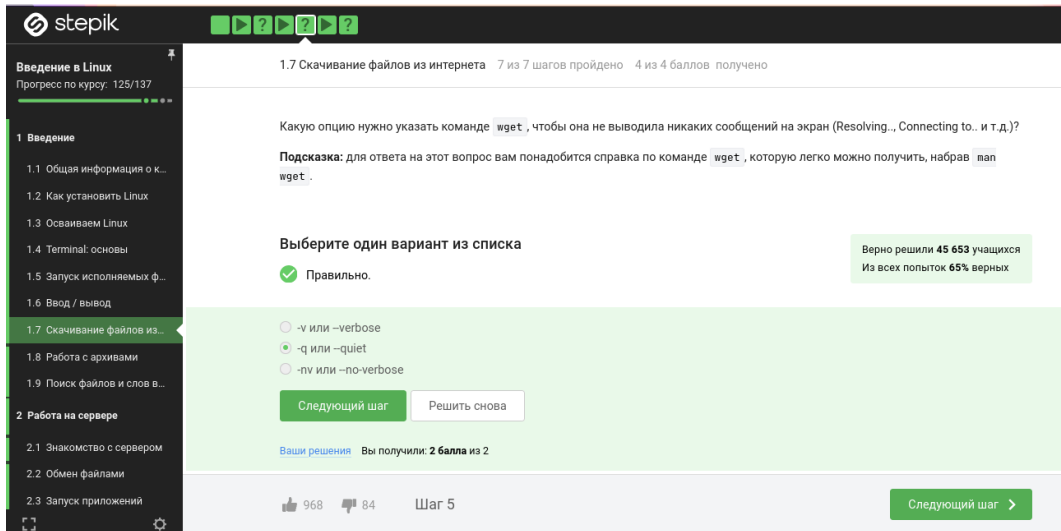 stepik
Введение в Linux
Прогресс по курсу: 125/137
1 Введение
1.1 Общая информация о к...
1.2 Как установить Linux
1.3 Осваиваем Linux
1.4 Terminal: основы
1.5 Запуск исполняемых ф...
1.6 Ввод / вывод
1.7 Скачивание файлов из...
1.8 Работа с архивами
1.9 Поиск файлов и слов в...
2 Работа на сервере
2.1 Знакомство с сервером
2.2 Обмен файлами
2.3 Запуск приложений
? ? ?
1.7 Скачивание файлов из интернета 7 из 7 шагов пройдено 4 из 4 баллов получено
Какую опцию нужно указать команде wget, чтобы она не выводила никаких сообщений на экран (Resolving.., Connecting to.. и т.д.)?
Подсказка: для ответа на этот вопрос вам понадобится справка по команде wget, которую легко можно получить, набрав man
wget.
Выберите один вариант из списка
Правильно.
Верно решили 45 653 учащихся
Из всех попыток 65% верных
-v или --verbose
-q или --quiet
-nv или --no-verbose
Следующий шаг Решить снова
Ваши решения Вы получили: 2 балла из 2
968 84 Шаг 5 Следующий шаг